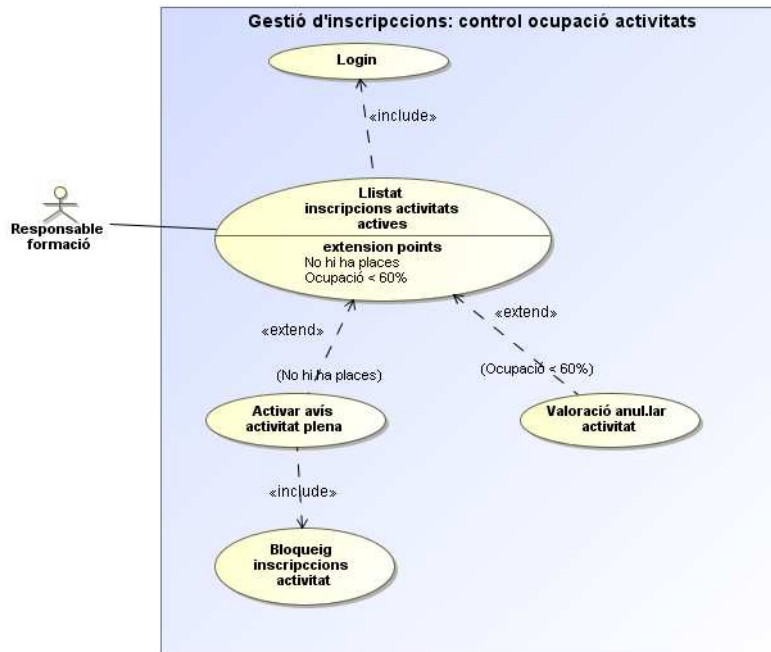 Gestió d'inscripccions: control ocupació activitats
Login
«include»
Llistat
inscripcions activitats
actives
extension points
No hi ha places
Ocupació < 60%
Responsable
formació
«extend»
«extend»
(No hi ha places)
(Ocupació < 60%)
Activar avís
activitat plena
Valoració anul.lar
activitat
«include»
Bloqueig
inscripccions
activitat